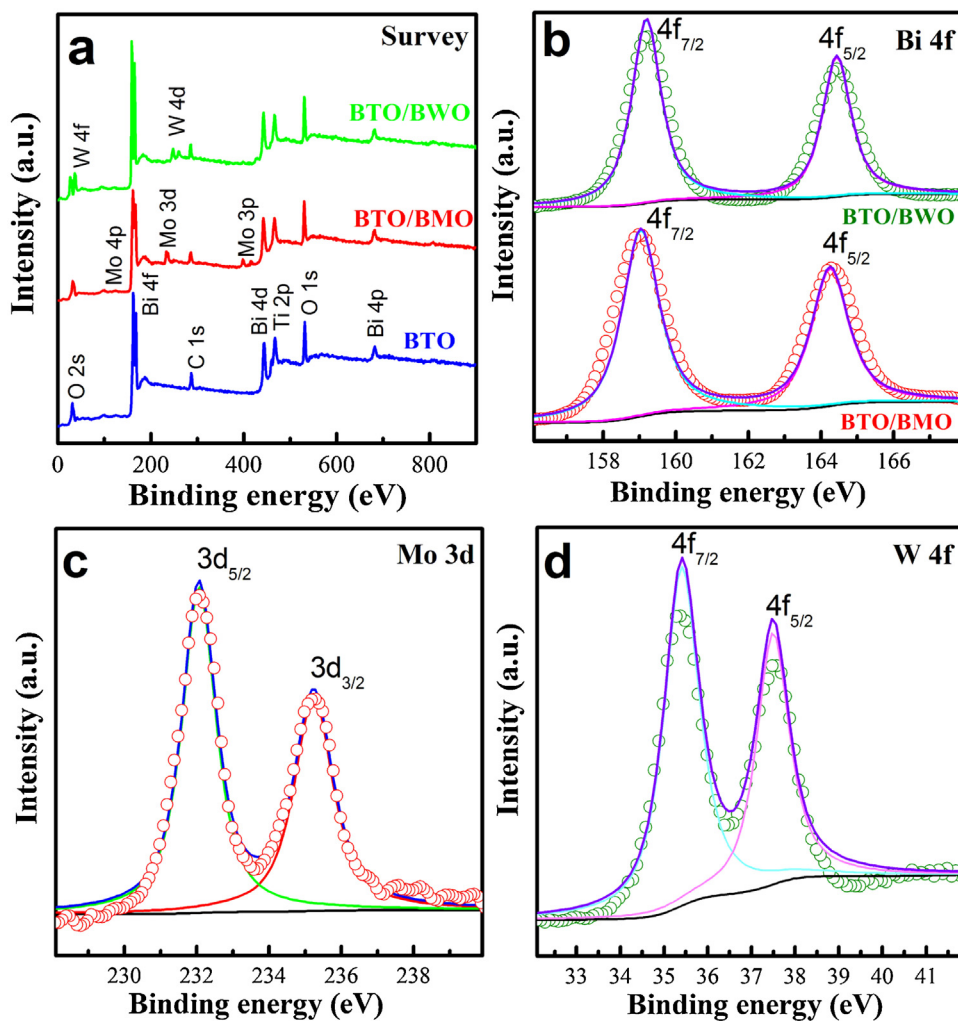 a
Survey
BTO/BWO
W 4f
W 4d
BTO/BMO
Mo 4p
Mo 3d
Mo 3p
Bi 4f
C 1s
Bi 4d
Ti 2p
O 1s
Bi 4p
BTO
O 2s
Intensity (a.u.)
0 200 400 600 800
Binding energy (eV)
b
Bi 4f
4f7/2
4f5/2
BTO/BWO
4f7/2
4f5/2
BTO/BMO
Intensity (a.u.)
158 160 162 164 166
Binding energy (eV)
c
Mo 3d
3d5/2
3d3/2
Intensity (a.u.)
230 232 234 236 238
Binding energy (eV)
d
W 4f
4f7/2
4f5/2
Intensity (a.u.)
33 34 35 36 37 38 39 40 41
Binding energy (eV)